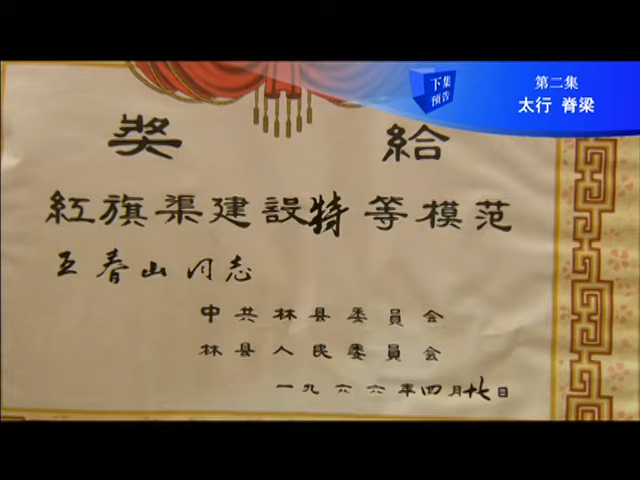 下集
预告
第二集
太行 脊梁
奖 给
紅旗渠建設特等模范
王春山同志
中共林县委員会
林县人民委員会
一九六六年四月十七日